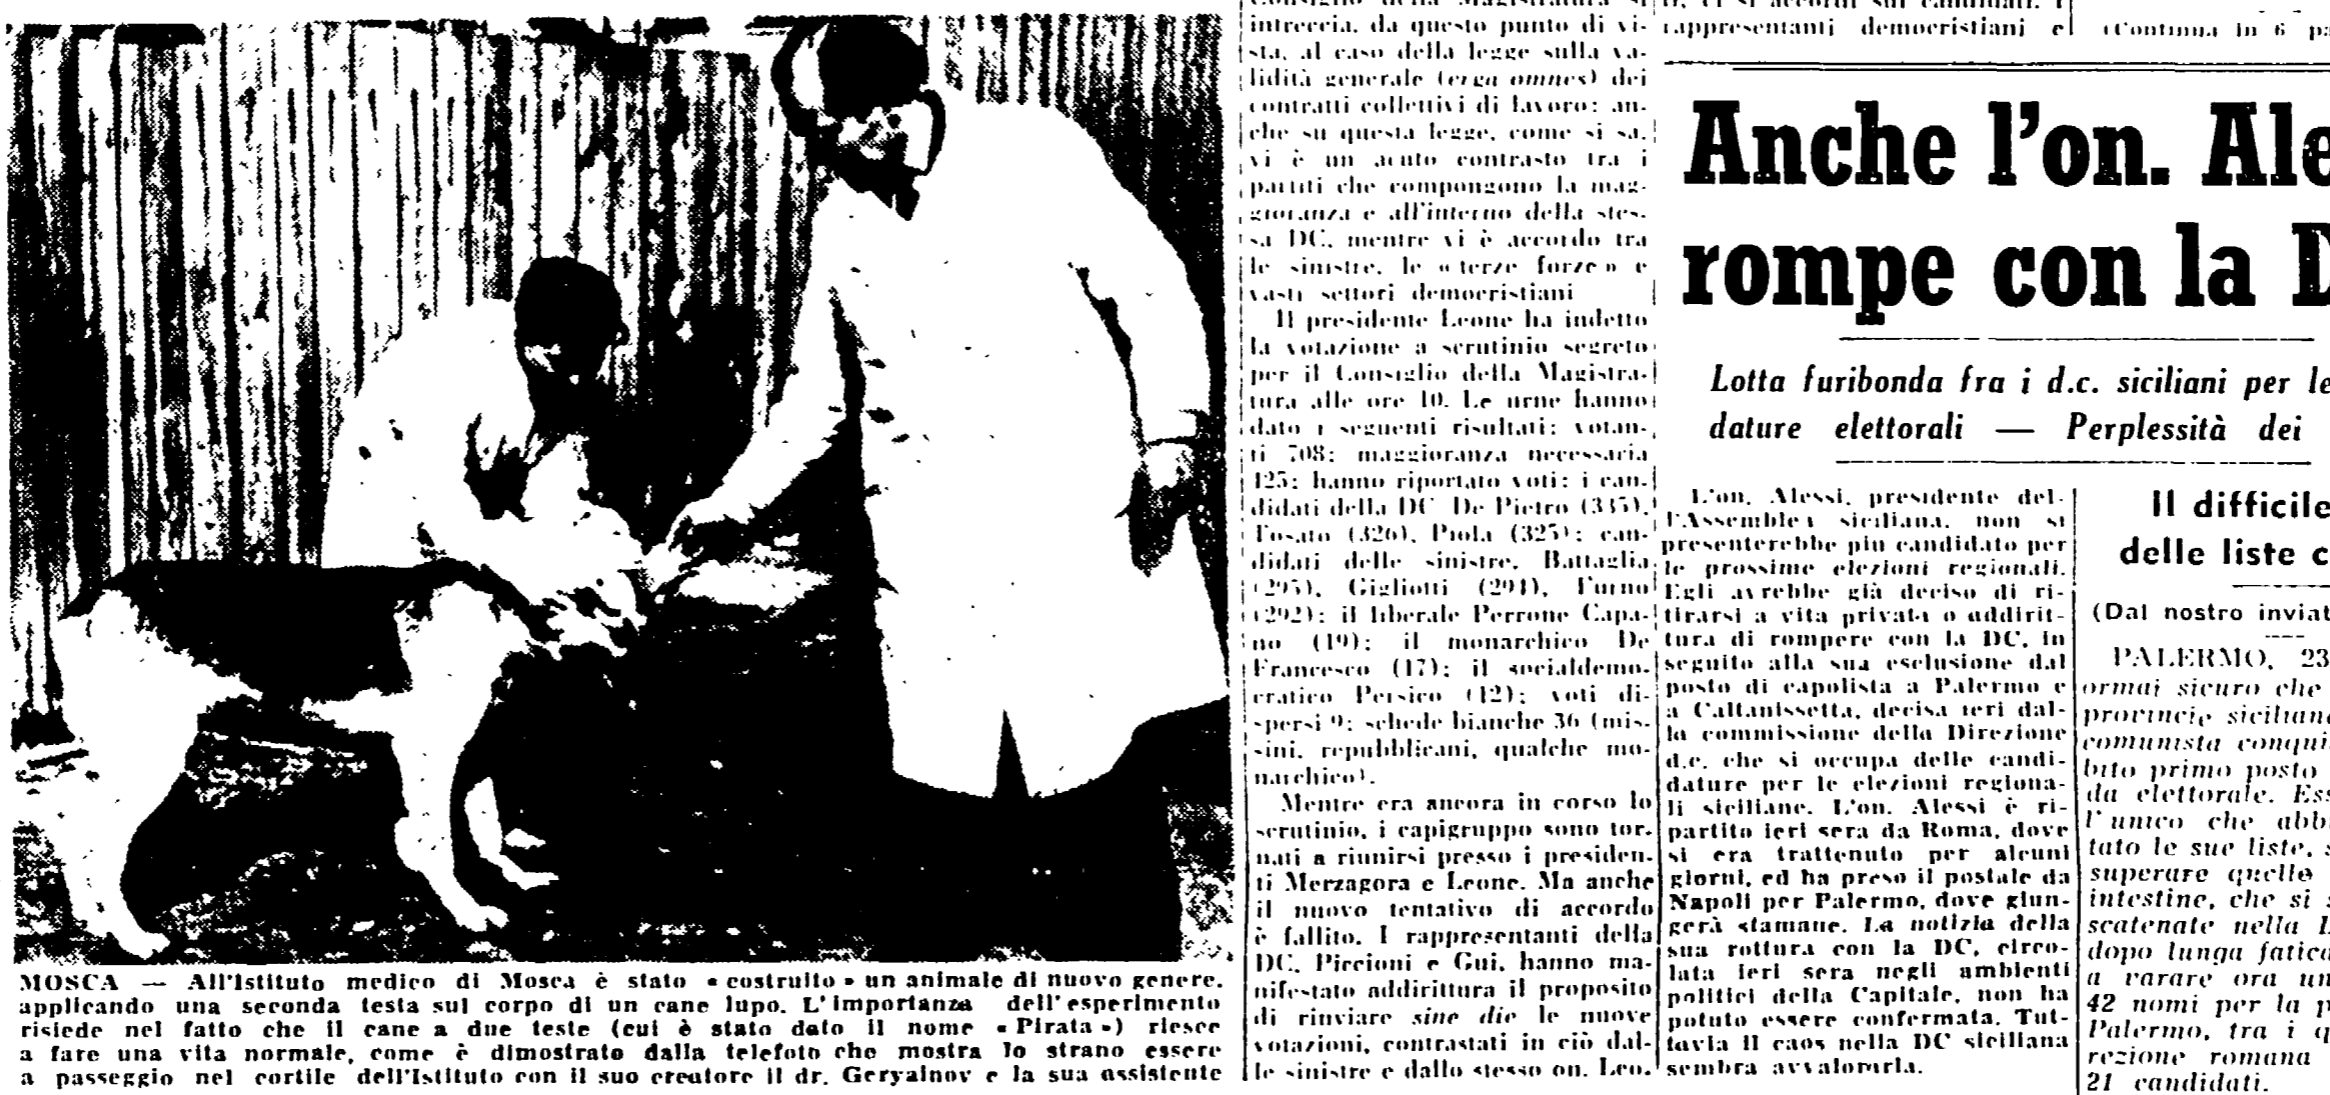 MOSCA — All'Istituto medico di Mosca è stato « costruito » un animale di nuovo genere.
applicando una seconda testa sul corpo di un cane lupo. L'importanza dell'esperimento
risiede nel fatto che il cane a due teste (cui è stato dato il nome « Pirata ») riesce
a fare una vita normale, come è dimostrato dalla telefoto che mostra lo strano essere
a passeggio nel cortile dell'Istituto con il suo creatore il dr. Geryainov e la sua assistente
Consiglio della Magistratura si
intreccia, da questo punto di vi-
sta, al caso della legge sulla va-
lidità generale (erga omnes) dei
contratti collettivi di lavoro: an-
che su questa legge, come si sa,
vi è un acuto contrasto tra i
partiti che compongono la mag-
gioranza e all'interno della stes-
sa DC, mentre vi è accordo tra
le sinistre, le « terze forze » e
vasti settori democristiani
Il presidente Leone ha indetto
la votazione a scrutinio segreto
per il Consiglio della Magistra-
tura alle ore 10. Le urne hanno
dato i seguenti risultati: votan-
ti 708; maggioranza necessaria
425; hanno riportato voti: i can-
didati della DC De Pietro (335),
Tosato (326), Piola (325); can-
didati delle sinistre, Battaglia
(295), Gigliotti (294), Furno
(292); il liberale Perrone Capa-
no (19); il monarchico De
Francesco (17); il socialdemo-
cratico Persico (12); voti di-
spersi 9; schede bianche 36 (mis-
sini, repubblicani, qualche mo-
narchico).
Mentre era ancora in corso lo
scrutinio, i capigruppo sono tor-
nati a riunirsi presso i presiden-
ti Merzagora e Leone. Ma anche
il nuovo tentativo di accordo
è fallito. I rappresentanti della
DC, Piccioni e Gui, hanno ma-
nifestato addirittura il proposito
di rinviare sine die le nuove
votazioni, contrastati in ciò dal-
le sinistre e dallo stesso on. Leo.
rappresentanti democristiani e
(Continua in 6 pa
Anche l'on. Ale
rompe con la D
Lotta furibonda fra i d.c. siciliani per le
dature elettorali — Perplessità dei
L'on. Alessi, presidente del-
l'Assemblea siciliana, non si
presenterebbe più candidato per
le prossime elezioni regionali.
Egli avrebbe già deciso di ri-
tirarsi a vita privata o addirit-
tura di rompere con la DC, in
seguito alla sua esclusione dal
posto di capolista a Palermo e
a Caltanissetta, decisa ieri dal-
la commissione della Direzione
d.c. che si occupa delle candi-
dature per le elezioni regiona-
li siciliane. L'on. Alessi è ri-
partito ieri sera da Roma, dove
si era trattenuto per alcuni
giorni, ed ha preso il postale da
Napoli per Palermo, dove giun-
gerà stamane. La notizia della
sua rottura con la DC, circo-
lata ieri sera negli ambienti
politici della Capitale, non ha
potuto essere confermata. Tut-
tavia il caos nella DC siciliana
sembra avvalorarla.
Il difficile
delle liste c
(Dal nostro inviat
PALERMO, 23
ormai sicuro che
provincie siciliane
comunista conqui
bito primo posto
da elettorale. Ess
l'unico che abb
tato le sue liste, s
superare quelle
intestine, che si s
scatenate nella D
dopo lunga fatica
a varare ora un
42 nomi per la p
Palermo, tra i q
rezione romana
21 candidati.